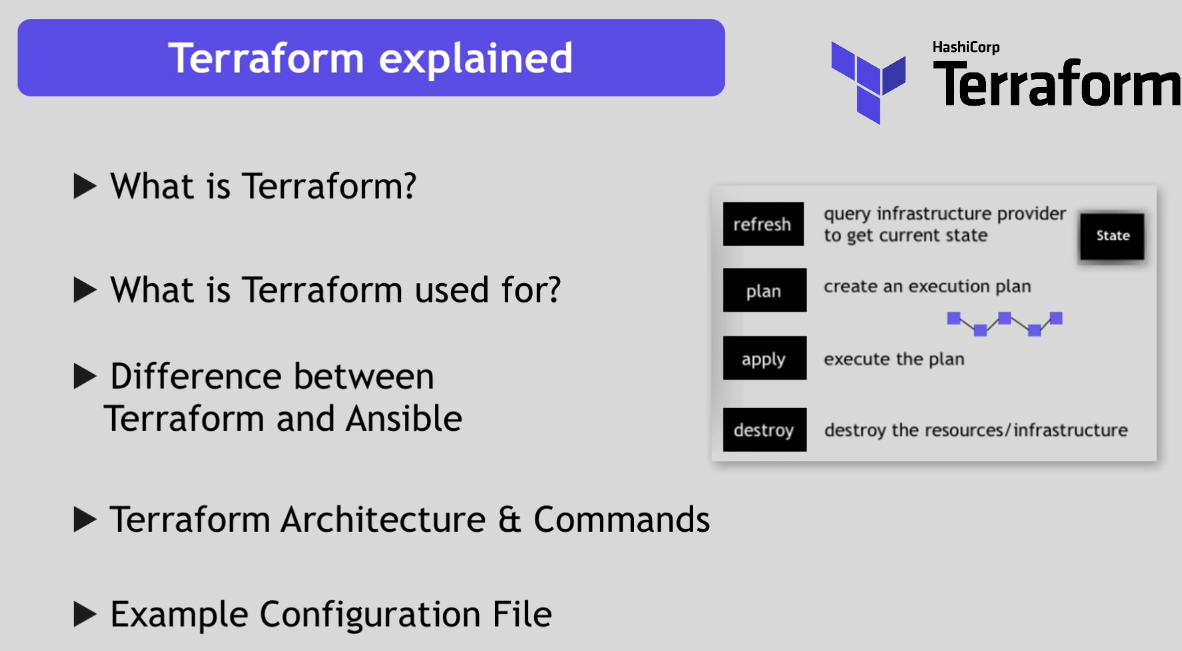 Terraform explained
HashiCorp
Terraform
▶ What is Terraform?
▶ What is Terraform used for?
▶ Difference between
Terraform and Ansible
▶ Terraform Architecture & Commands
▶ Example Configuration File
refresh
query infrastructure provider
to get current state
State
plan
create an execution plan
apply
execute the plan
destroy
destroy the resources/infrastructure